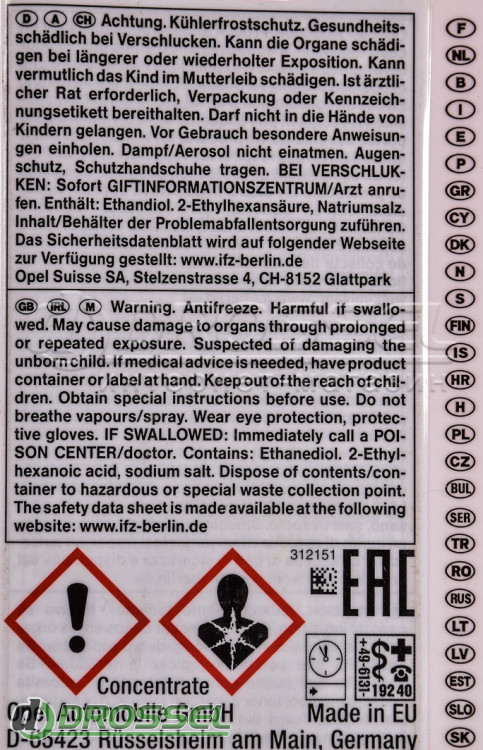 D A CH Achtung. Kühlerfrostschutz. Gesundheits-
schädlich bei Verschlucken. Kann die Organe schädi-
gen bei längerer oder wiederholter Exposition. Kann
vermutlich das Kind im Mutterleib schädigen. Ist ärztli-
cher Rat erforderlich, Verpackung oder Kennzeich-
nungsetikett bereithalten. Darf nicht in die Hände von
Kindern gelangen. Vor Gebrauch besondere Anweisun-
gen einholen. Dampf/Aerosol nicht einatmen. Augen-
schutz, Schutzhandschuhe tragen. BEI VERSCHLUK-
KEN: Sofort GIFTINFORMATIONSZENTRUM/Arzt anru-
fen. Enthält: Ethandiol. 2-Ethylhexansäure, Natriumsalz.
Inhalt/Behälter der Problemabfallentsorgung zuführen.
Das Sicherheitsdatenblatt wird auf folgender Webseite
zur Verfügung gestellt: www.ifz-berlin.de
Opel Suisse SA, Stelzenstrasse 4, CH-8152 Glattpark
GB IRL M Warning. Antifreeze. Harmful if swallo-
wed. May cause damage to organs through prolonged
or repeated exposure. Suspected of damaging the
unborn child. If medical advice is needed, have product
container or label at hand. Keep out of the reach of chil-
dren. Obtain special instructions before use. Do not
breathe vapours/spray. Wear eye protection, protec-
tive gloves. IF SWALLOWED: Immediately call a POI-
SON CENTER/doctor. Contains: Ethanediol. 2-Ethyl-
hexanoic acid, sodium salt. Dispose of contents/con-
tainer to hazardous or special waste collection point.
The safety data sheet is made available at the following
website: www.ifz-berlin.de
312151
EAC
+49-6131-
19240
Concentrate
Opel Automobile GmbH
Made in EU
D-65423 Rüsselsheim am Main, Germany
DROSSEL
F
NL
B
I
E
P
GR
CY
DK
N
S
FIN
IS
HR
H
PL
CZ
BUL
SER
TR
RO
RUS
LT
LV
EST
SLO
SK